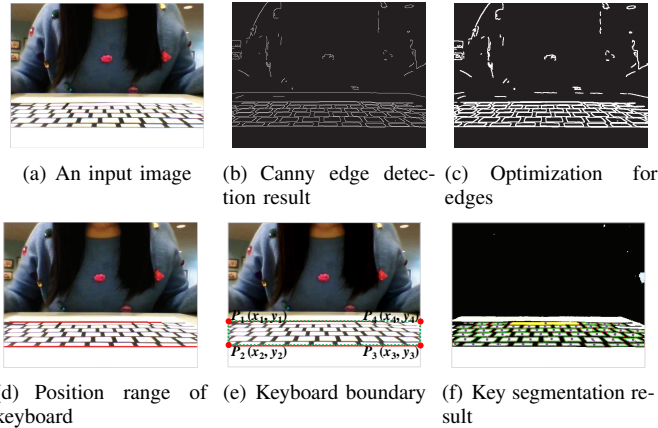 (a) An input image
(b) Canny edge detec-
tion result
(c) Optimization for
edges
P1 (x1, y1)
P4 (x4, y4)
P2 (x2, y2)
P3 (x3, y3)
(d) Position range of
keyboard
(e) Keyboard boundary
(f) Key segmentation re-
sult